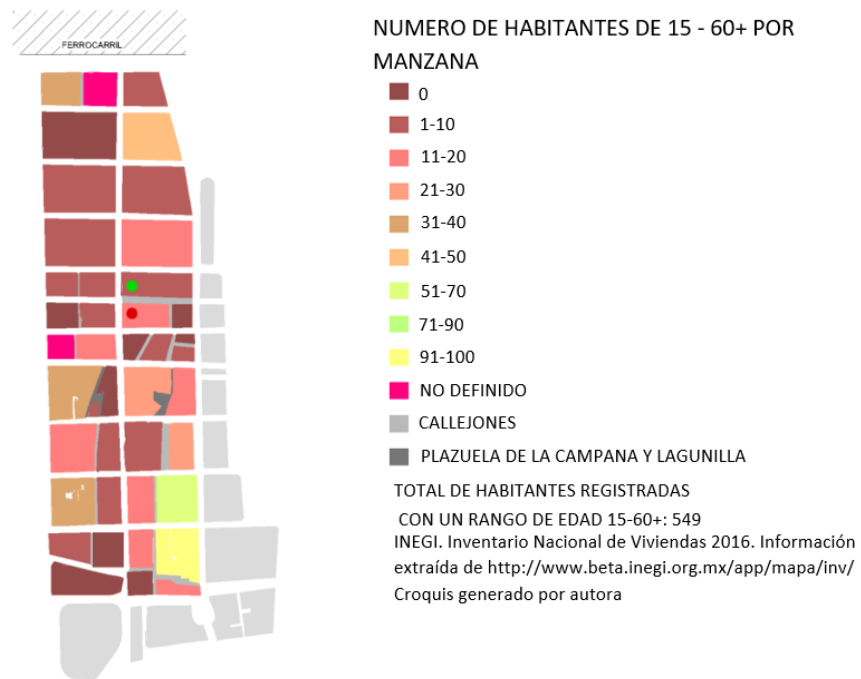 FERROCARRIL
NUMERO DE HABITANTES DE 15 - 60+ POR
MANZANA
0
1-10
11-20
21-30
31-40
41-50
51-70
71-90
91-100
NO DEFINIDO
CALLEJONES
PLAZUELA DE LA CAMPANA Y LAGUNILLA
TOTAL DE HABITANTES REGISTRADAS
CON UN RANGO DE EDAD 15-60+: 549
INEGI. Inventario Nacional de Viviendas 2016. Información
extraída de http://www.beta.inegi.org.mx/app/mapa/inv/
Croquis generado por autora